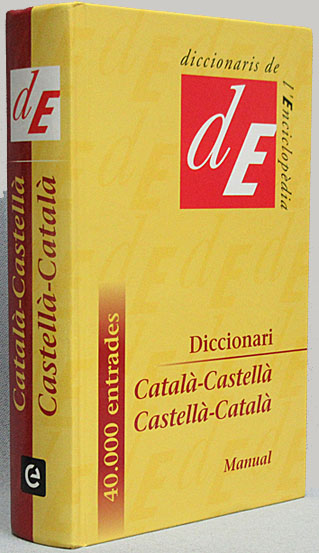 dE
Català-Castellà
Castellà-Català
e
diccionaris de
l'Enciclopèdia
dE
Diccionari
Català-Castellà
Castellà-Català
Manual
40.000 entrades